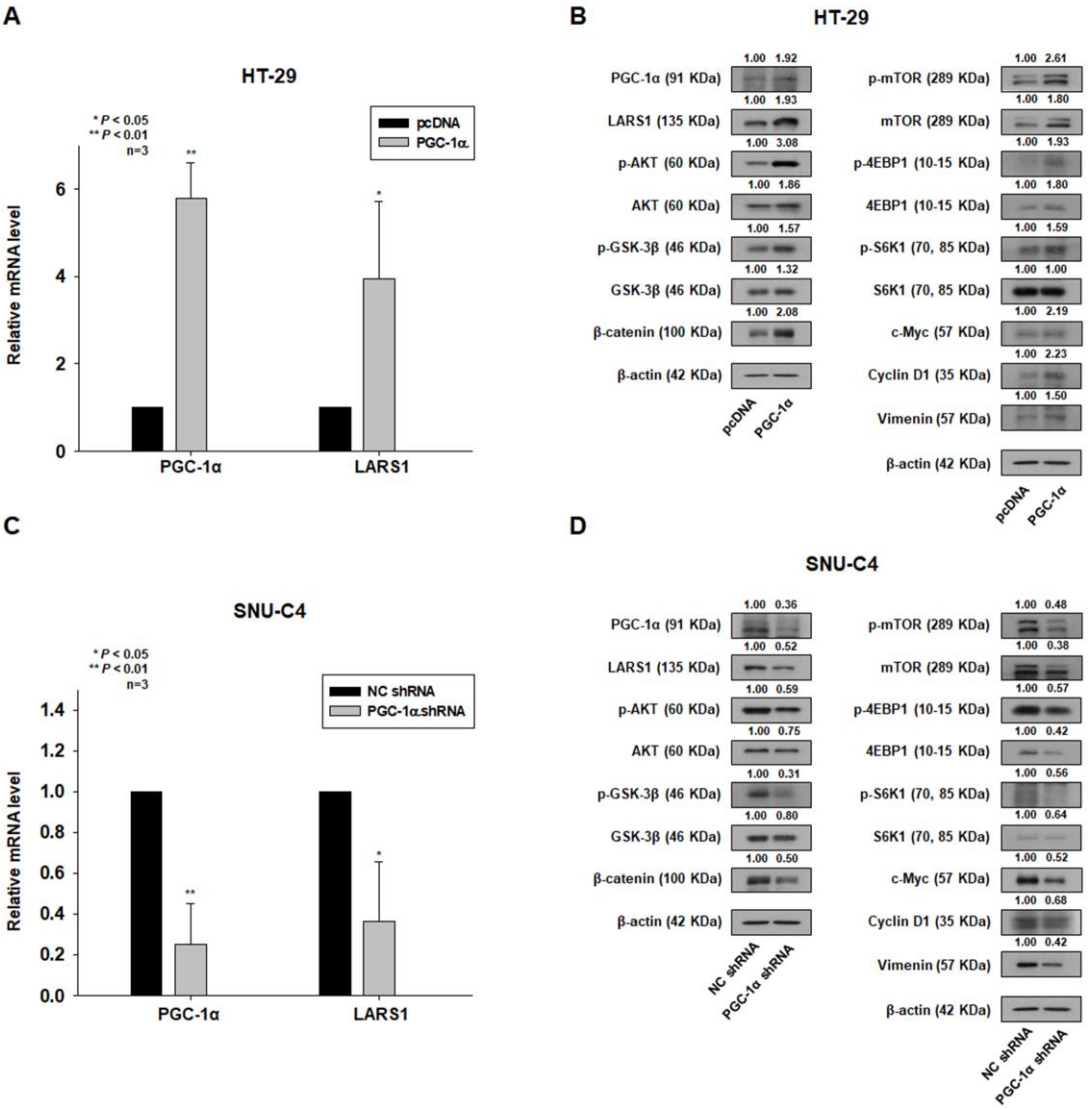 A
HT-29
* P < 0.05
** P < 0.01
n=3
pcDNA
PGC-1α
Relative mRNA level
6
4
2
0
**
*
PGC-1α
LARS1
B
HT-29
1.00 1.92
PGC-1α (91 KDa)
1.00 1.93
LARS1 (135 KDa)
1.00 3.08
p-AKT (60 KDa)
1.00 1.86
AKT (60 KDa)
1.00 1.57
p-GSK-3β (46 KDa)
1.00 1.32
GSK-3β (46 KDa)
1.00 2.08
β-catenin (100 KDa)
β-actin (42 KDa)
pcDNA
PGC-1α
1.00 2.61
p-mTOR (289 KDa)
1.00 1.80
mTOR (289 KDa)
1.00 1.93
p-4EBP1 (10-15 KDa)
1.00 1.80
4EBP1 (10-15 KDa)
1.00 1.59
p-S6K1 (70, 85 KDa)
1.00 1.00
S6K1 (70, 85 KDa)
1.00 2.19
c-Myc (57 KDa)
1.00 2.23
Cyclin D1 (35 KDa)
1.00 1.50
Vimenin (57 KDa)
β-actin (42 KDa)
pcDNA
PGC-1α
C
SNU-C4
* P < 0.05
** P < 0.01
n=3
NC shRNA
PGC-1α shRNA
Relative mRNA level
1.4
1.2
1.0
0.8
0.6
0.4
0.2
0.0
**
*
PGC-1α
LARS1
D
SNU-C4
1.00 0.36
PGC-1α (91 KDa)
1.00 0.52
LARS1 (135 KDa)
1.00 0.59
p-AKT (60 KDa)
1.00 0.75
AKT (60 KDa)
1.00 0.31
p-GSK-3β (46 KDa)
1.00 0.80
GSK-3β (46 KDa)
1.00 0.50
β-catenin (100 KDa)
β-actin (42 KDa)
NC shRNA
PGC-1α shRNA
1.00 0.48
p-mTOR (289 KDa)
1.00 0.38
mTOR (289 KDa)
1.00 0.57
p-4EBP1 (10-15 KDa)
1.00 0.42
4EBP1 (10-15 KDa)
1.00 0.56
p-S6K1 (70, 85 KDa)
1.00 0.64
S6K1 (70, 85 KDa)
1.00 0.52
c-Myc (57 KDa)
1.00 0.68
Cyclin D1 (35 KDa)
1.00 0.42
Vimenin (57 KDa)
β-actin (42 KDa)
NC shRNA
PGC-1α shRNA